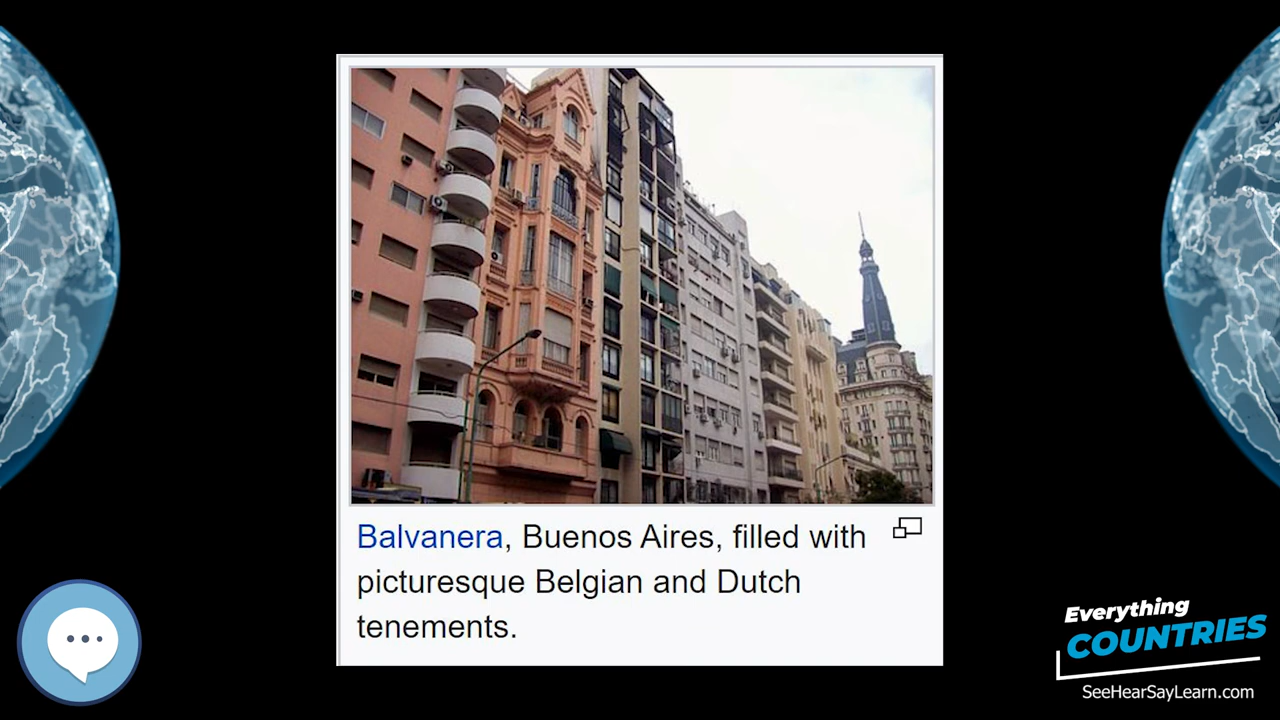 Balvanera, Buenos Aires, filled with
picturesque Belgian and Dutch
tenements.
Everything
COUNTRIES
SeeHearSayLearn.com